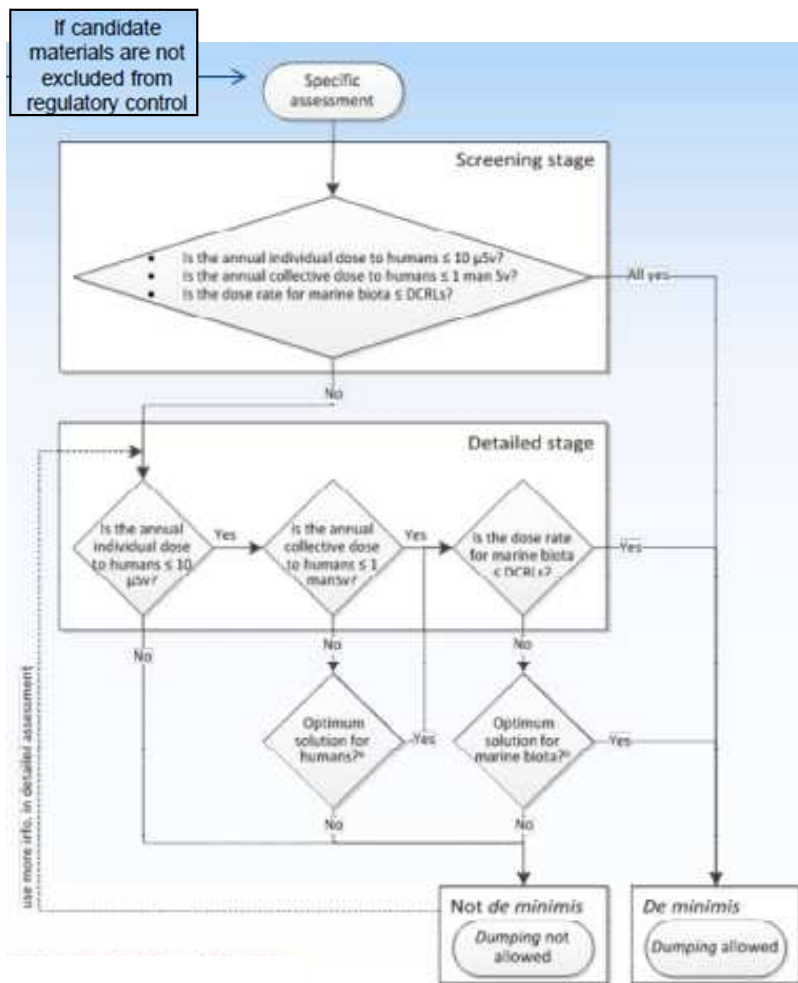 If candidate
materials are not
excluded from
regulatory control
Specific
assessment
Screening stage
• Is the annual individual dose to humans ≤ 10 µSv?
• Is the annual collective dose to humans ≤ 1 man Sv?
• Is the dose rate for marine biota ≤ DCRLs?
All yes
No
Detailed stage
Is the annual
individual dose
to humans ≤ 10
µSv?
Yes
Is the annual
collective dose
to humans ≤ 1
manSv?
Yes
Is the dose rate
for marine biota
≤ DCRLs?
Yes
No
No
No
Optimum
solution for
humans?
Yes
Optimum
solution for
marine biota?
Yes
No
No
use more info. in detailed assessment
Not de minimis
Dumping not
allowed
De minimis
Dumping allowed